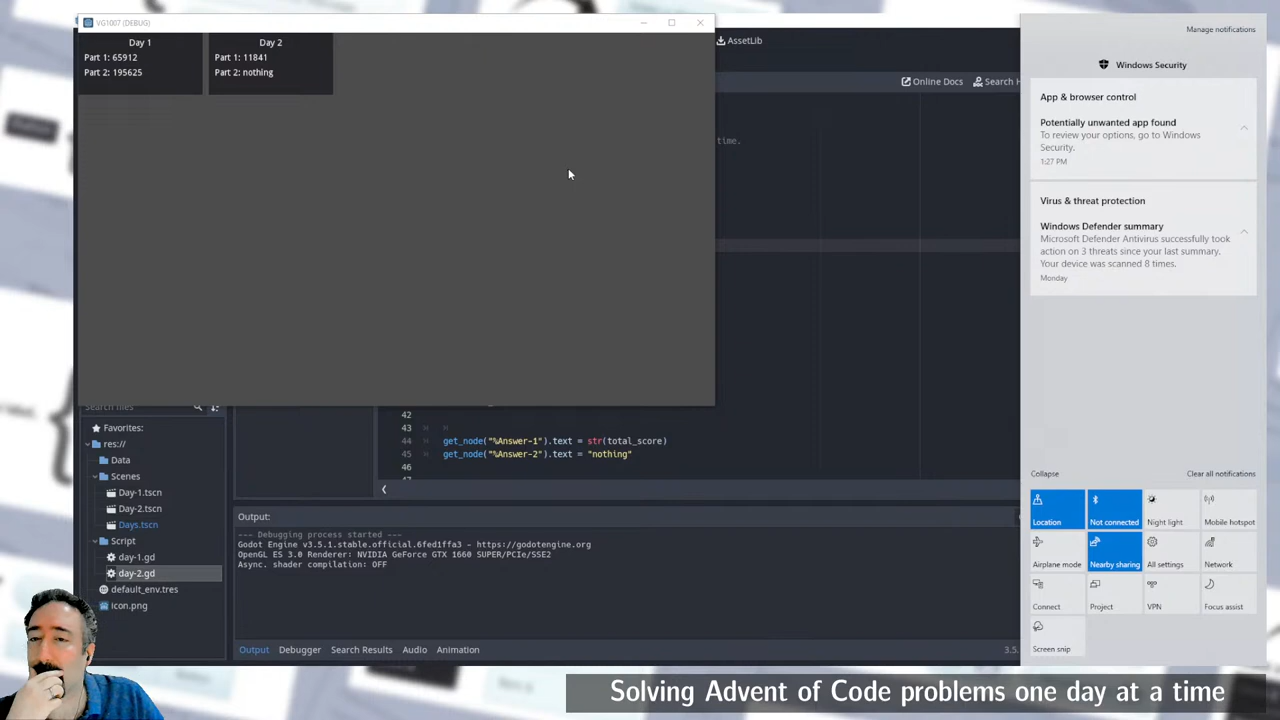 VG1007 (DEBUG)
Day 1
Part 1: 65912
Part 2: 195625
Day 2
Part 1: 11841
Part 2: nothing
AssetLib
Online Docs
Search H
time.
Search files
Favorites:
res://
Data
Scenes
Day-1.tscn
Day-2.tscn
Days.tscn
Script
day-1.gd
day-2.gd
default_env.tres
icon.png
42
43
44 get_node("%Answer-1").text = str(total_score)
45 get_node("%Answer-2").text = "nothing"
46
Output:
--- Debugging process started ---
Godot Engine v3.5.1.stable.official.6fed1ffa3 - https://godotengine.org
OpenGL ES 3.0 Renderer: NVIDIA GeForce GTX 1660 SUPER/PCIe/SSE2
Async. shader compilation: OFF
Output Debugger Search Results Audio Animation
3.5.
Manage notifications
Windows Security
App & browser control
Potentially unwanted app found
To review your options, go to Windows
Security.
1:27 PM
Virus & threat protection
Windows Defender summary
Microsoft Defender Antivirus successfully took
action on 3 threats since your last summary.
Your device was scanned 8 times.
Monday
Collapse
Clear all notifications
Location
Not connected
Night light
Mobile hotspot
Airplane mode
Nearby sharing
All settings
Network
Connect
Project
VPN
Focus assist
Screen snip
Solving Advent of Code problems one day at a time